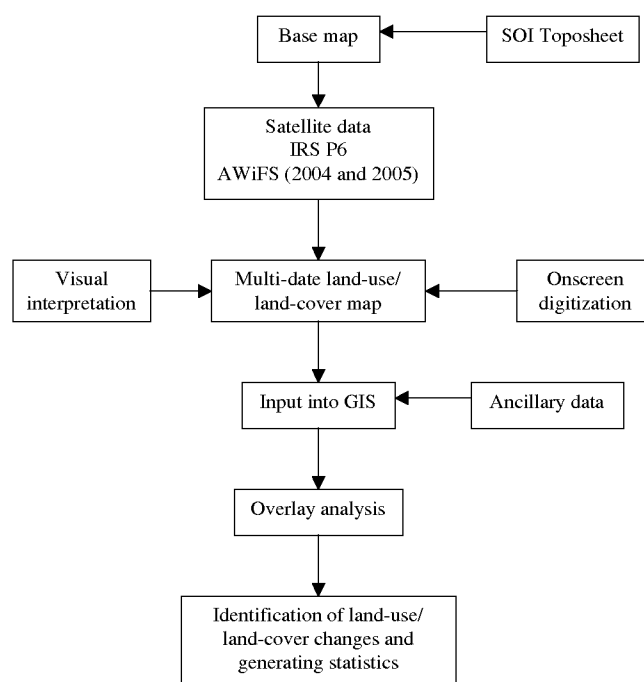 Base map
SOI Toposheet
Satellite data
IRS P6
AWiFS (2004 and 2005)
Visual
interpretation
Multi-date land-use/
land-cover map
Onscreen
digitization
Input into GIS
Ancillary data
Overlay analysis
Identification of land-use/
land-cover changes and
generating statistics